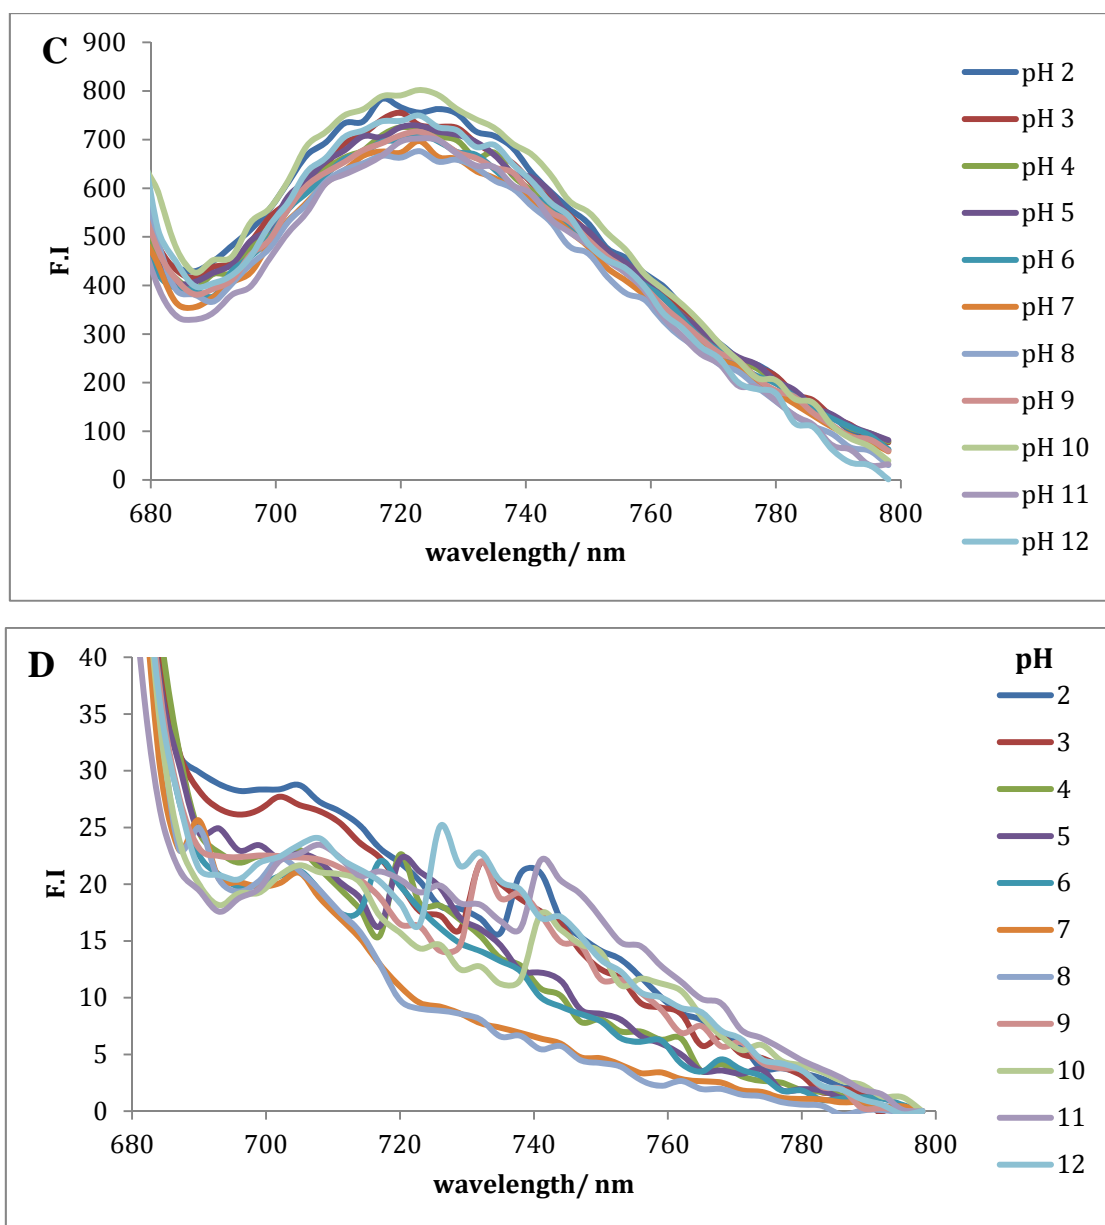 C
900
800
700
600
500
400
300
200
100
0
F.I
680 700 720 740 760 780 800
wavelength/ nm
pH 2
pH 3
pH 4
pH 5
pH 6
pH 7
pH 8
pH 9
pH 10
pH 11
pH 12
D
40
35
30
25
20
15
10
5
0
F.I
680 700 720 740 760 780 800
wavelength/ nm
pH
2
3
4
5
6
7
8
9
10
11
12